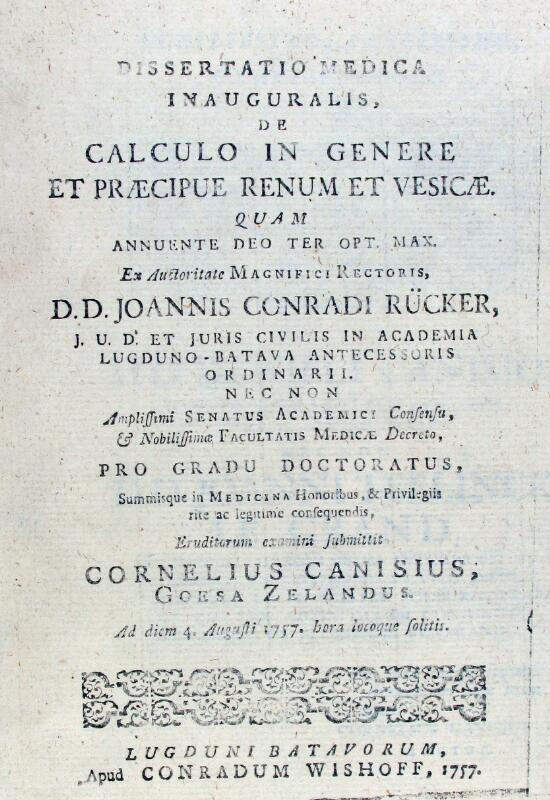 DISSERTATIO MEDICA
INAUGURALIS,
DE
CALCULO IN GENERE
ET PRÆCIPUE RENUM ET VESICÆ.
QUAM
ANNUENTE DEO TER OPT. MAX.
Ex Auctoritate MAGNIFICI RECTORIS,
D. D. JOANNIS CONRADI RÜCKER,
J. U. D. ET JURIS CIVILIS IN ACADEMIA
LUGDUNO-BATAVA ANTECESSORIS
ORDINARII.
NEC NON
Ampliſſimi SENATUS ACADEMICI Conſenſu,
& Nobiliſſimæ FACULTATIS MEDICÆ Decreto,
PRO GRADU DOCTORATUS,
Summisque in MEDICINA Honoribus, & Privilegiis
rite ac legitime conſequendis,
Eruditorum examini ſubmittit
CORNELIUS CANISIUS,
GOESA ZELANDUS.
Ad diem 4. Auguſti 1757. hora locoque ſolitis.
LUGDUNI BATAVORUM,
Apud CONRADUM WISHOFF, 1757.